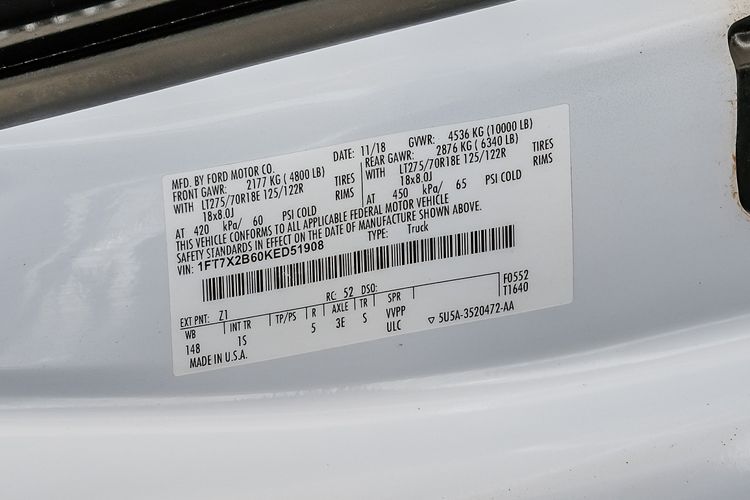 MFD. BY FORD MOTOR CO.
DATE: 11/18 GVWR: 4536 KG (10000 LB)
FRONT GAWR: 2177 KG ( 4800 LB)
REAR GAWR: 2876 KG ( 6340 LB)
WITH LT275/70R18E 125/122R TIRES
WITH LT275/70R18E 125/122R TIRES
18x8.0J RIMS
18x8.0J RIMS
AT 420 kPa/ 60 PSI COLD
AT 450 kPa/ 65 PSI COLD
THIS VEHICLE CONFORMS TO ALL APPLICABLE FEDERAL MOTOR VEHICLE
SAFETY STANDARDS IN EFFECT ON THE DATE OF MANUFACTURE SHOWN ABOVE.
VIN: 1FT7X2B60KED51908 TYPE: Truck
EXT PNT: Z1 RC: 52 DSO: F0552
WB INT TR TP/PS R AXLE TR SPR T1640
148 1S 5 3E S VVPP
ULC ▽ 5U5A-3520472-AA
MADE IN U.S.A.